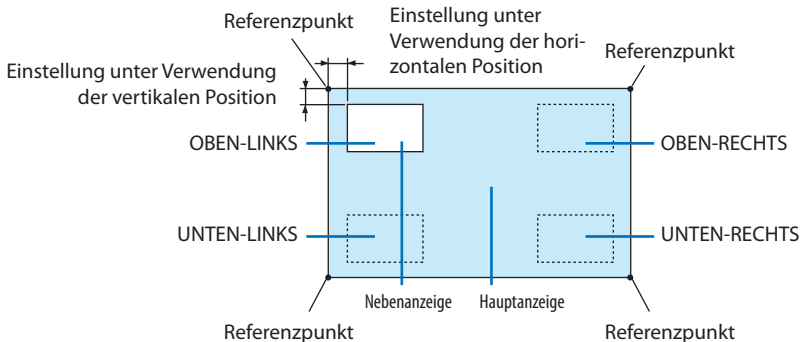 Referenzpunkt
Einstellung unter
Verwendung der hori-
zontalen Position
Referenzpunkt
Einstellung unter Verwendung
der vertikalen Position
OBEN-LINKS
OBEN-RECHTS
UNTEN-LINKS
UNTEN-RECHTS
Nebenanzeige
Hauptanzeige
Referenzpunkt
Referenzpunkt